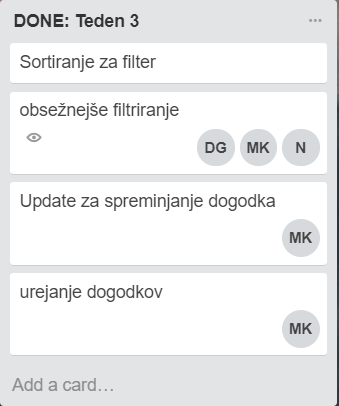 DONE: Teden 3
Sortiranje za filter
obsežnejše filtriranje
DG MK N
Update za spreminjanje dogodka
MK
urejanje dogodkov
MK
Add a card…